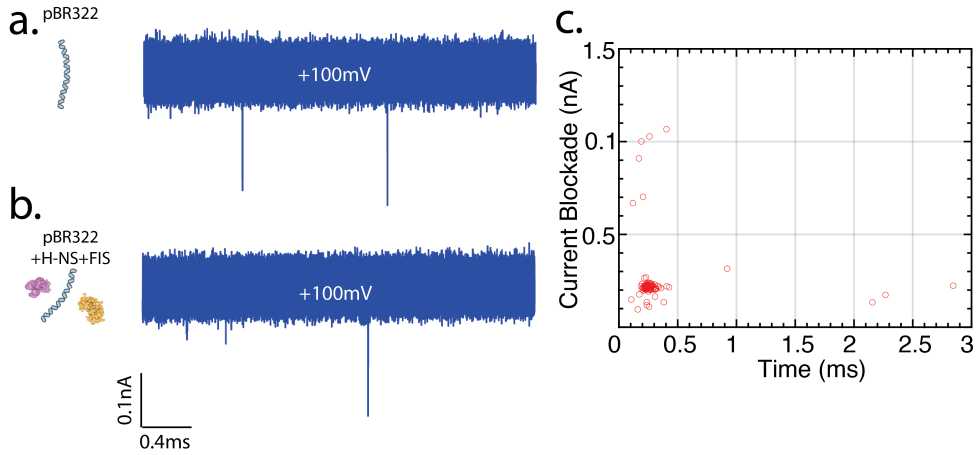 a.
pBR322
+100mV
b.
pBR322
+H-NS+FIS
+100mV
0.1nA
0.4ms
c.
Current Blockade (nA)
1.5
0.1
0.5
0 0.5 1 1.5 2 2.5 3
Time (ms)